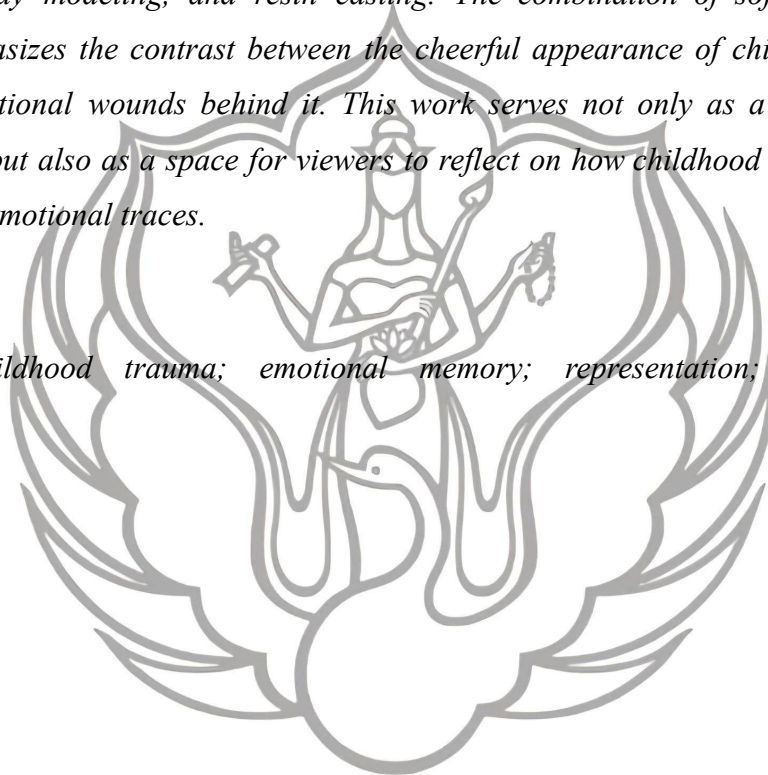 ay modeling, and resin casting. The combination of sof
asizes the contrast between the cheerful appearance of chi
tional wounds behind it. This work serves not only as a
but also as a space for viewers to reflect on how childhood
motional traces.
ildhood trauma; emotional memory; representation;